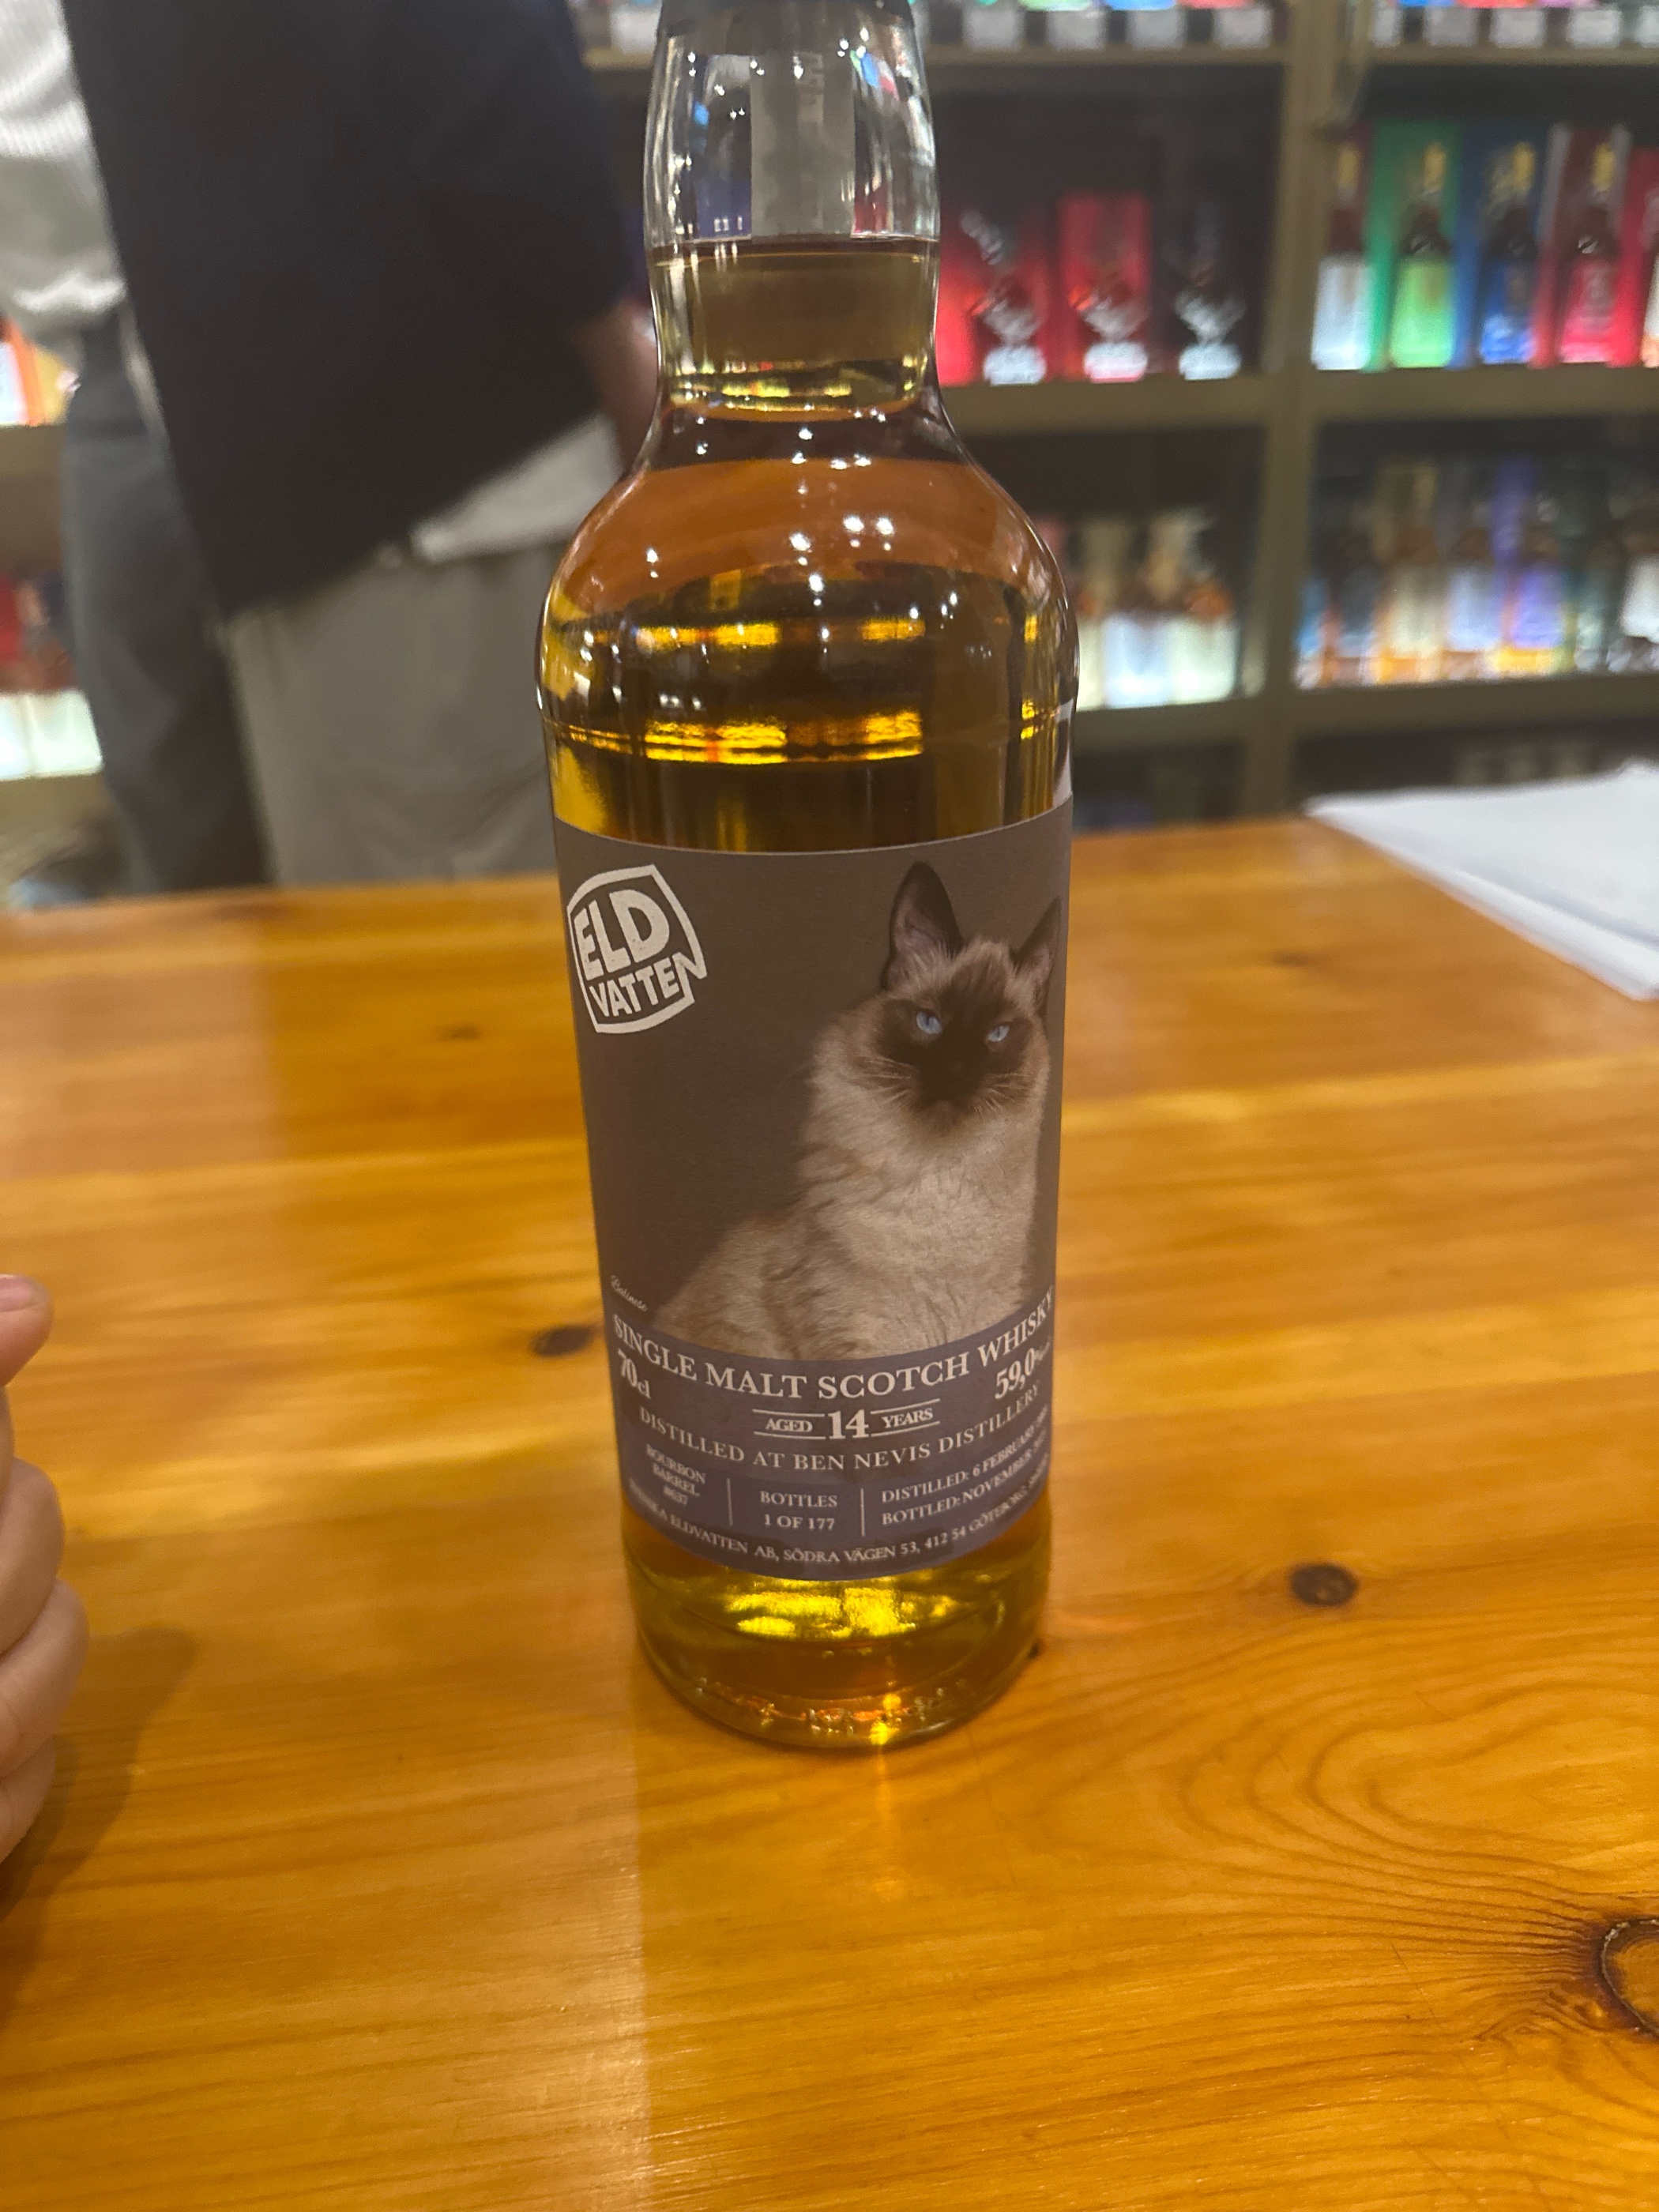 ELD
VATTEN
Balinese
SINGLE MALT SCOTCH WHISKY
70cl
59,0%
AGED 14 YEARS
DISTILLED AT BEN NEVIS DISTILLERY
BOURBON
BARREL
BOTTLES
1 OF 177
DISTILLED: 6 FEBRUARY
BOTTLED: NOVEMBER
ELDVATTEN AB, SÖDRA VÄGEN 53, 412 54 GÖTEBORG,